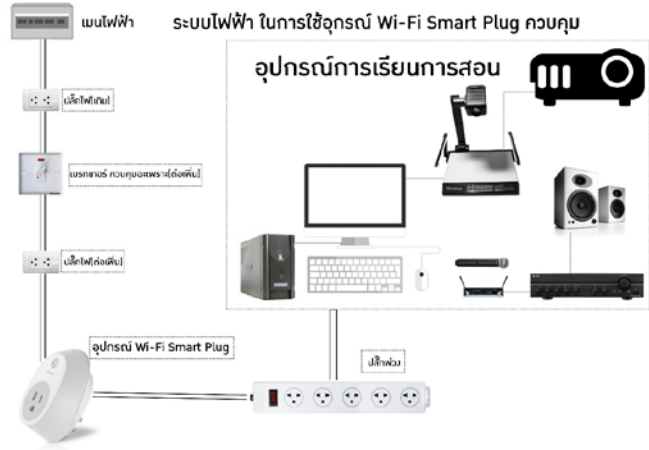 เมนไฟฟ้า
ระบบไฟฟ้า ในการใช้อุกรณ์ Wi-Fi Smart Plug ควบคุม
อุปกรณ์การเรียนการสอน
ปลั๊กไฟ(เดิม)
เบรกเกอร์ ควบคุมเฉพาะ(ต่อเพิ่ม)
ปลั๊กไฟ(ต่อเพิ่ม)
อุปกรณ์ Wi-Fi Smart Plug
ปลั๊กพ่วง